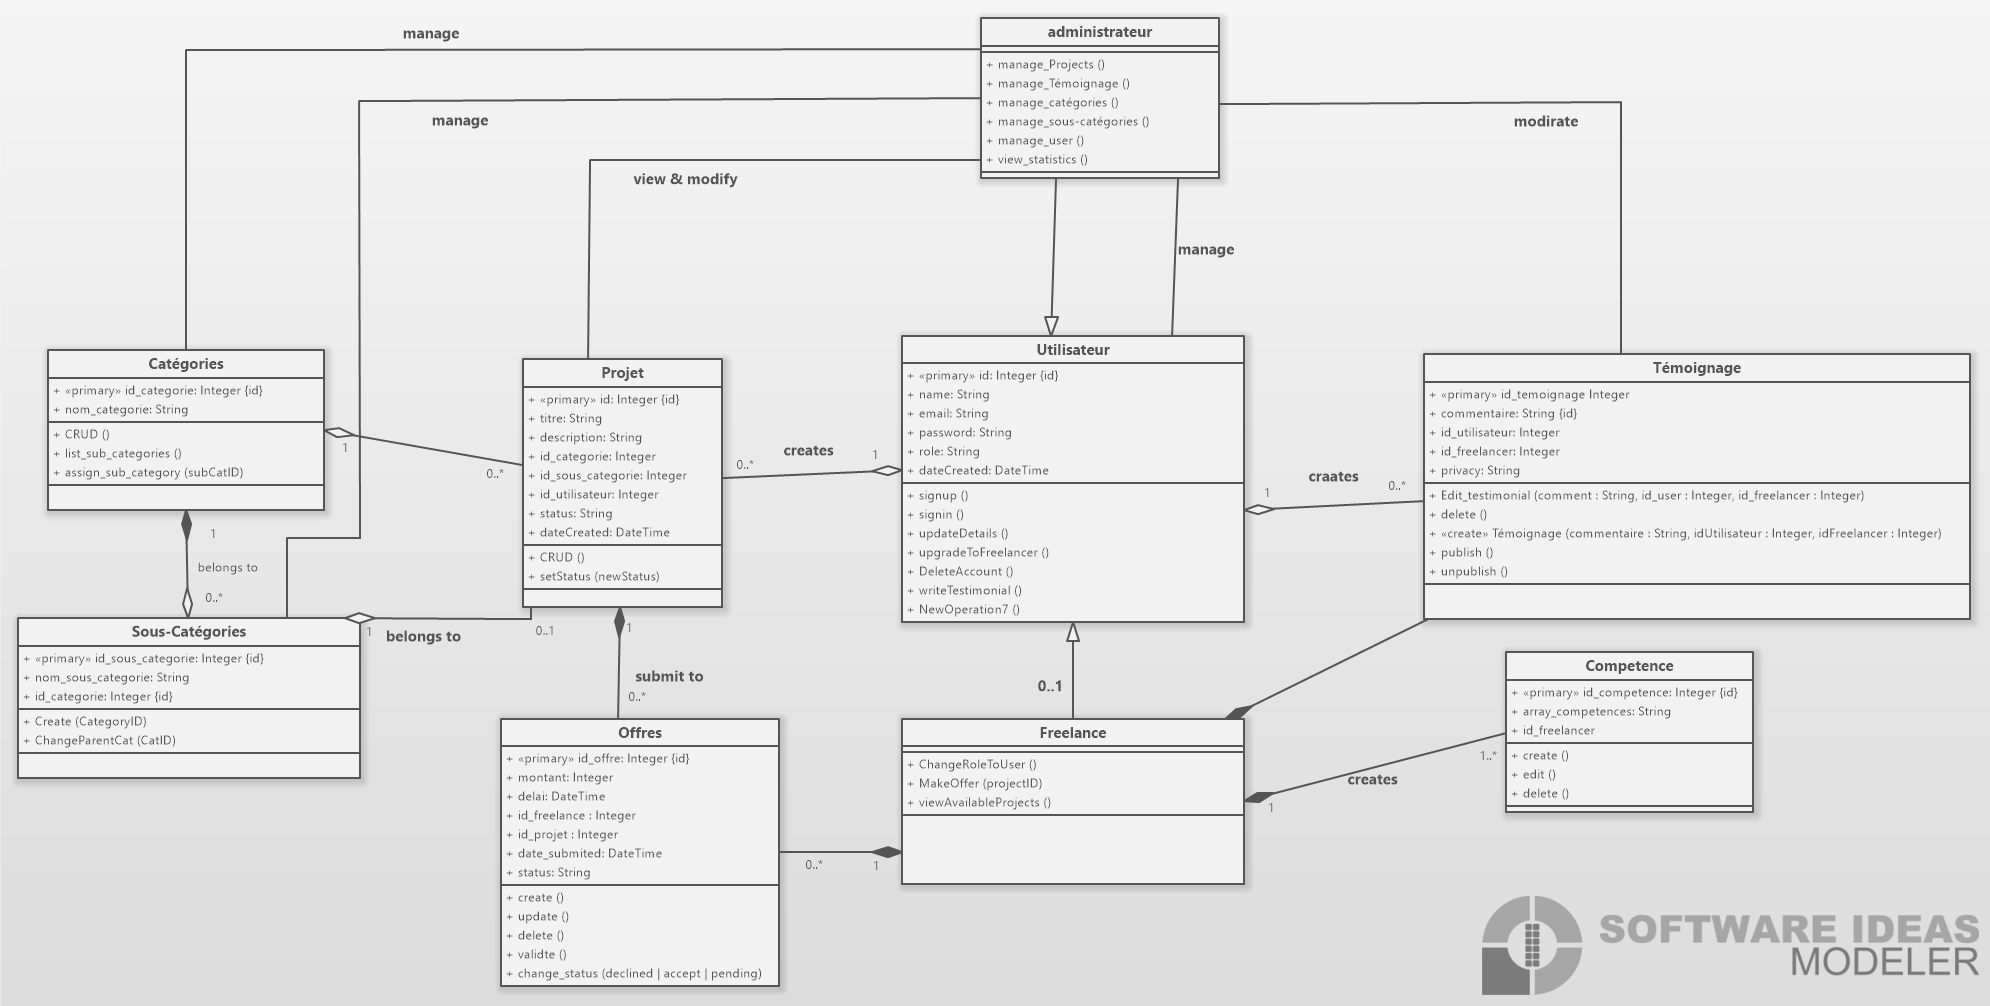 manage
administrateur
+ manage_Projects ()
+ manage_Témoignage ()
+ manage_catégories ()
+ manage_sous-catégories ()
+ manage_user ()
+ view_statistics ()
manage
modirate
view & modify
manage
Catégories
+ «primary» id_categorie: Integer {id}
+ nom_categorie: String
+ CRUD ()
+ list_sub_categories ()
+ assign_sub_category (subCatID)
1
0..*
Projet
+ «primary» id: Integer {id}
+ titre: String
+ description: String
+ id_categorie: Integer
+ id_sous_categorie: Integer
+ id_utilisateur: Integer
+ status: String
+ dateCreated: DateTime
+ CRUD ()
+ setStatus (newStatus)
0..*
creates
1
Utilisateur
+ «primary» id: Integer {id}
+ name: String
+ email: String
+ password: String
+ role: String
+ dateCreated: DateTime
+ signup ()
+ signin ()
+ updateDetails ()
+ upgradeToFreelancer ()
+ DeleteAccount ()
+ writeTestimonial ()
+ NewOperation7 ()
1
craates
0..*
Témoignage
+ «primary» id_temoignage Integer
+ commentaire: String {id}
+ id_utilisateur: Integer
+ id_freelancer: Integer
+ privacy: String
+ Edit_testimonial (comment : String, id_user : Integer, id_freelancer : Integer)
+ delete ()
+ «create» Témoignage (commentaire : String, idUtilisateur : Integer, idFreelancer : Integer)
+ publish ()
+ unpublish ()
1
belongs to
0..*
Sous-Catégories
+ «primary» id_sous_categorie: Integer {id}
+ nom_sous_categorie: String
+ id_categorie: Integer {id}
+ Create (CategoryID)
+ ChangeParentCat (CatID)
1
belongs to
0..1
1
submit to
0..*
Offres
+ «primary» id_offre: Integer {id}
+ montant: Integer
+ delai: DateTime
+ id_freelance : Integer
+ id_projet : Integer
+ date_submited: DateTime
+ status: String
+ create ()
+ update ()
+ delete ()
+ validte ()
+ change_status (declined | accept | pending)
0..*
1
0..1
Freelance
+ ChangeRoleToUser ()
+ MakeOffer (projectID)
+ viewAvailableProjects ()
1
creates
1..*
Competence
+ «primary» id_competence: Integer {id}
+ array_competences: String
+ id_freelancer
+ create ()
+ edit ()
+ delete ()
SOFTWARE IDEAS
MODELER